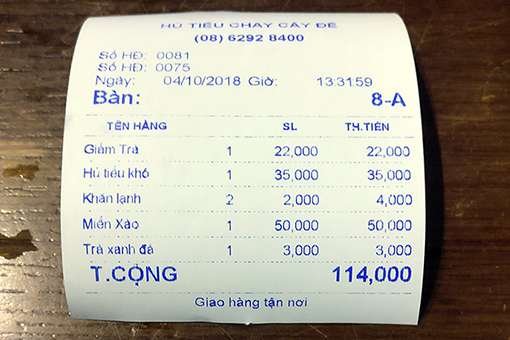 HỦ TIẾU CHAY CÂY ĐỀ
(08) 6292 8400
Số HĐ: 0081
Số HĐ: 0075
Ngày: 04/10/2018 Giờ: 13:31:59
Bàn: 8-A
TÊN HÀNG SL TH.TIỀN
Giấm Trà 1 22,000 22,000
Hủ tiếu khô 1 35,000 35,000
Khăn lạnh 2 2,000 4,000
Miến Xào 1 50,000 50,000
Trà xanh đá 1 3,000 3,000
T.CỘNG 114,000
Giao hàng tận nơi